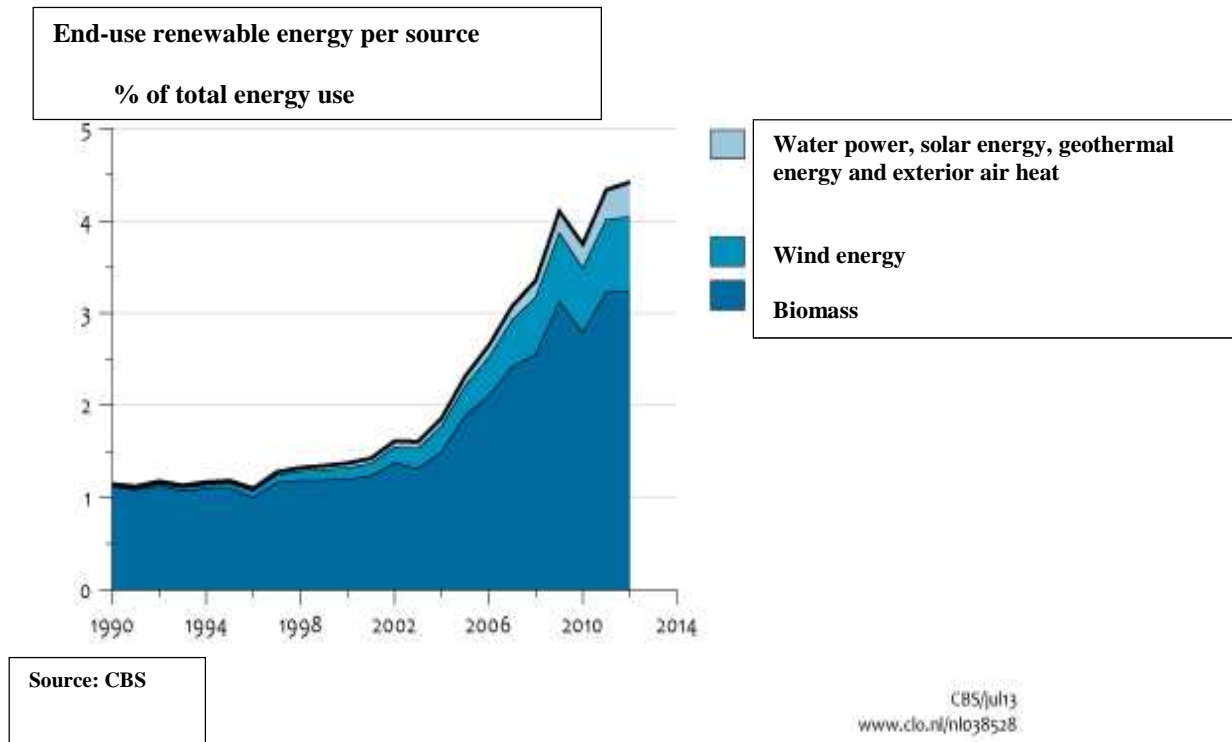 End-use renewable energy per source
% of total energy use
5
4
3
2
1
0
1990 1994 1998 2002 2006 2010 2014
Water power, solar energy, geothermal
energy and exterior air heat
Wind energy
Biomass
Source: CBS
CBS/jul13
www.clo.nl/nl038528